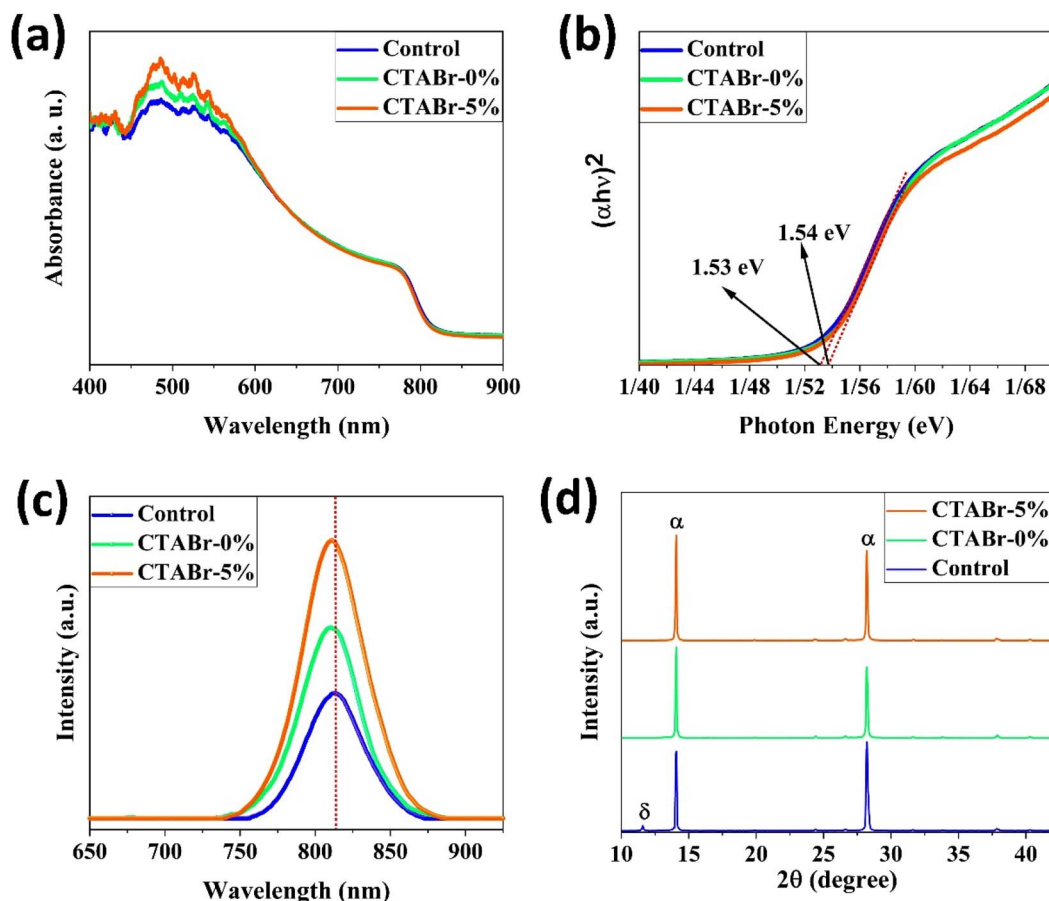 (a)
Control
CTABr-0%
CTABr-5%
Absorbance (a. u.)
400 500 600 700 800 900
Wavelength (nm)
(b)
Control
CTABr-0%
CTABr-5%
(αhν)²
1.54 eV
1.53 eV
1/40 1/44 1/48 1/52 1/56 1/60 1/64 1/68
Photon Energy (eV)
(c)
Control
CTABr-0%
CTABr-5%
Intensity (a.u.)
650 700 750 800 850 900
Wavelength (nm)
(d)
CTABr-5%
CTABr-0%
Control
α
α
δ
Intensity (a.u.)
10 15 20 25 30 35 40
2θ (degree)